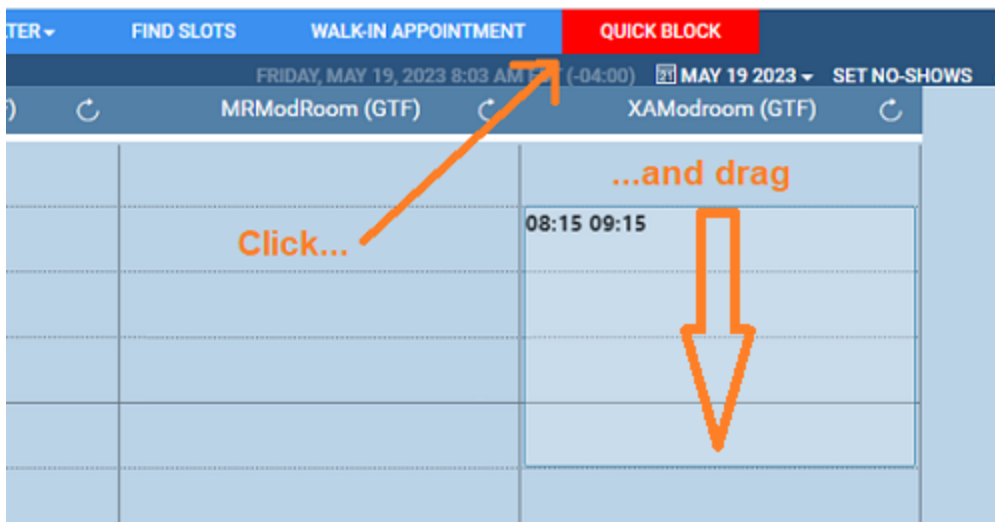 TER FIND SLOTS WALK-IN APPOINTMENT QUICK BLOCK
FRIDAY, MAY 19, 2023 8:03 AM (-04:00) 21 MAY 19 2023 SET NO-SHOWS
) MRModRoom (GTF) XAModroom (GTF)
...and drag
08:15 09:15
Click...